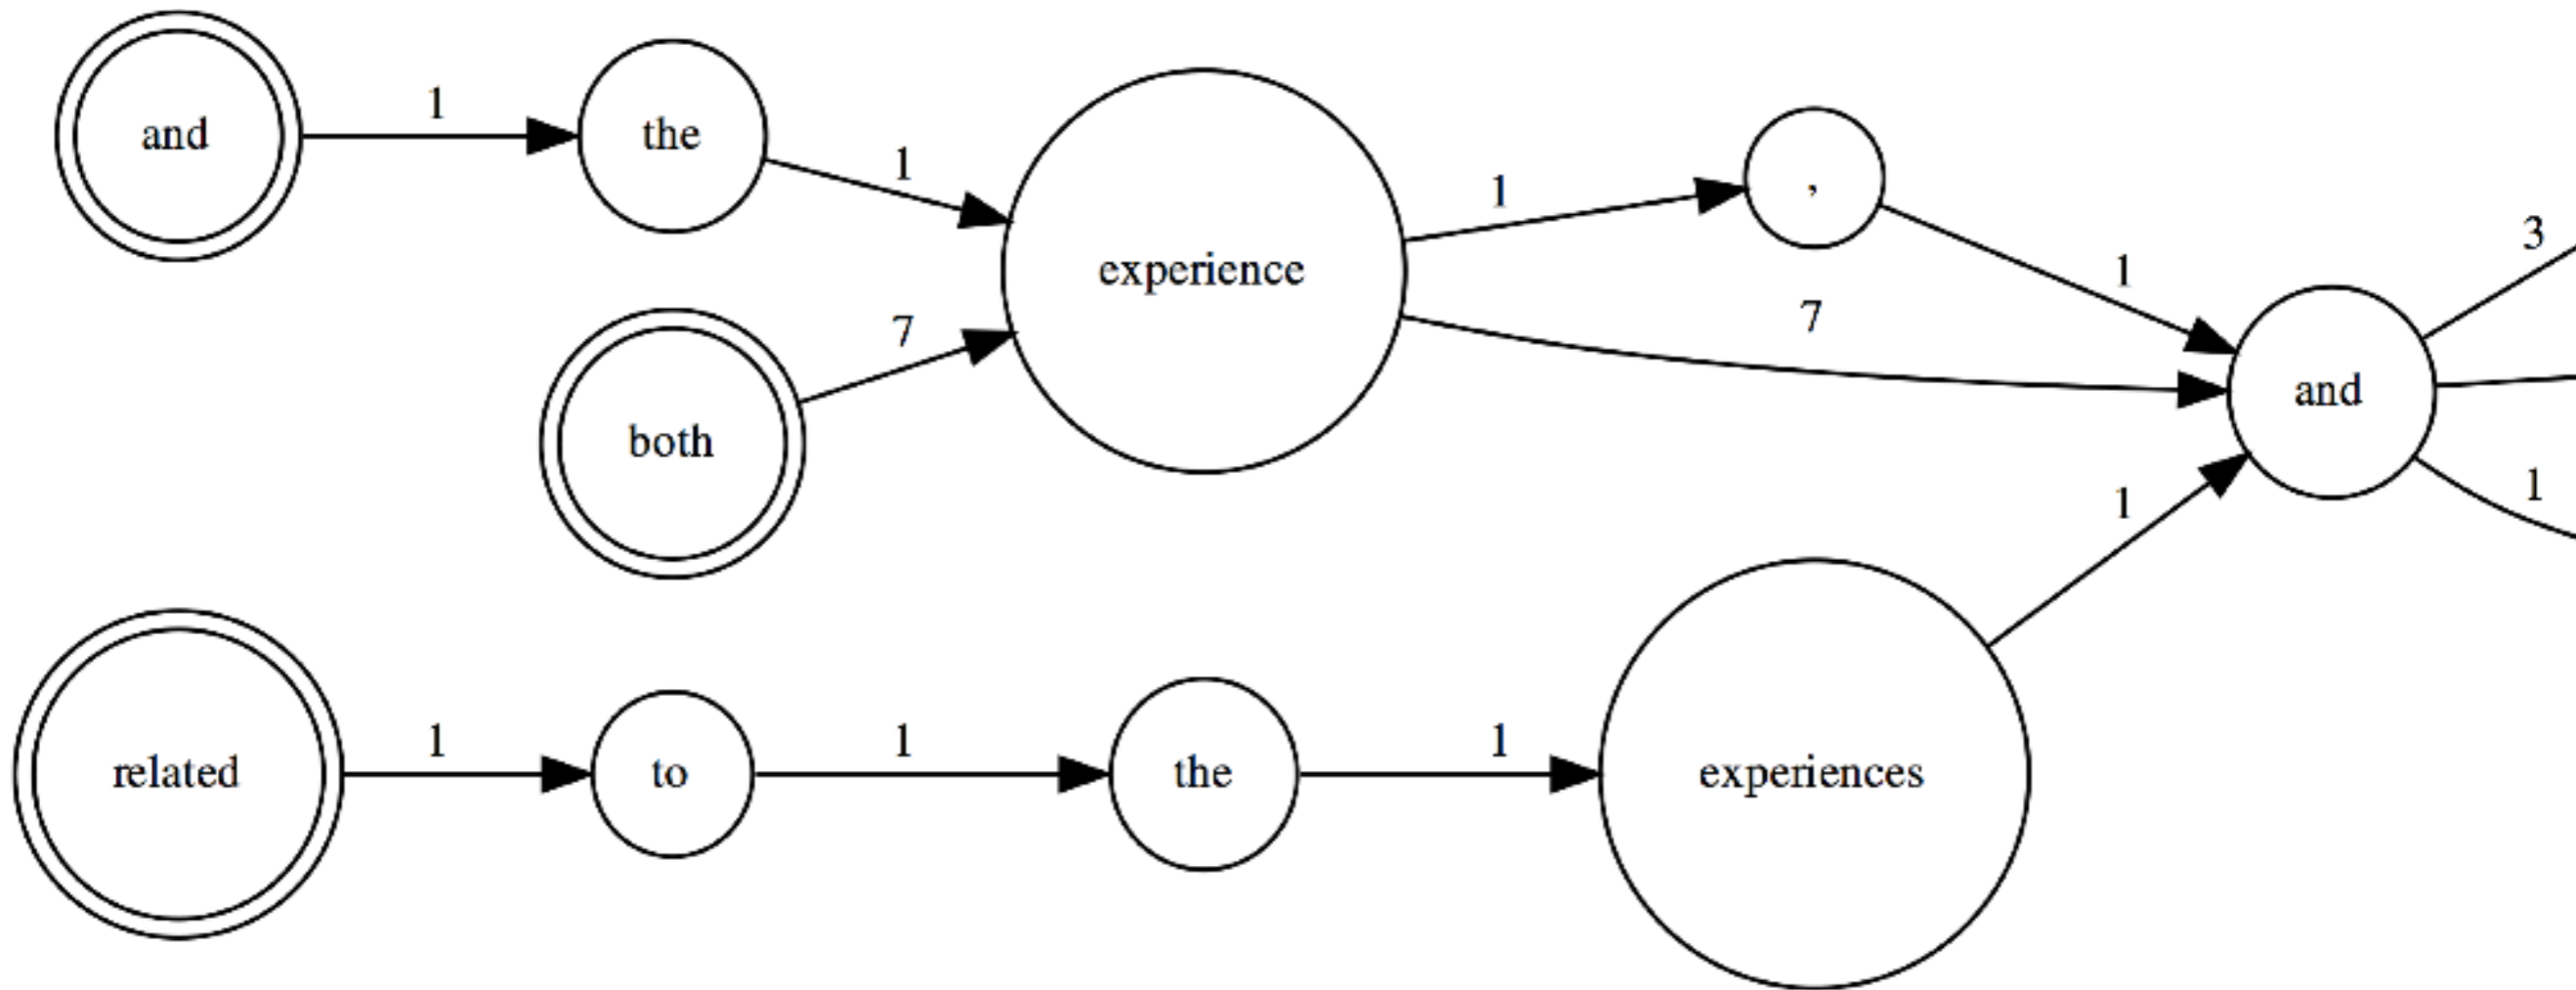 and
1
the
1
experience
1
,
1
3
both
7
7
and
1
1
related
1
to
1
the
1
experiences